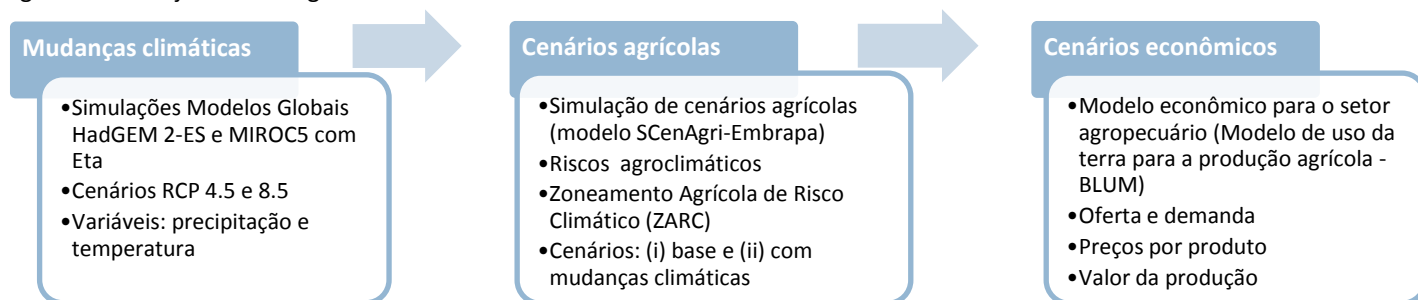 Mudanças climáticas
•Simulações Modelos Globais
HadGEM 2-ES e MIROC5 com
Eta
•Cenários RCP 4.5 e 8.5
•Variáveis: precipitação e
temperatura
Cenários agrícolas
•Simulação de cenários agrícolas
(modelo SCenAgri-Embrapa)
•Riscos agroclimáticos
•Zoneamento Agrícola de Risco
Climático (ZARC)
•Cenários: (i) base e (ii) com
mudanças climáticas
Cenários econômicos
•Modelo econômico para o setor
agropecuário (Modelo de uso da
terra para a produção agrícola -
BLUM)
•Oferta e demanda
•Preços por produto
•Valor da produção